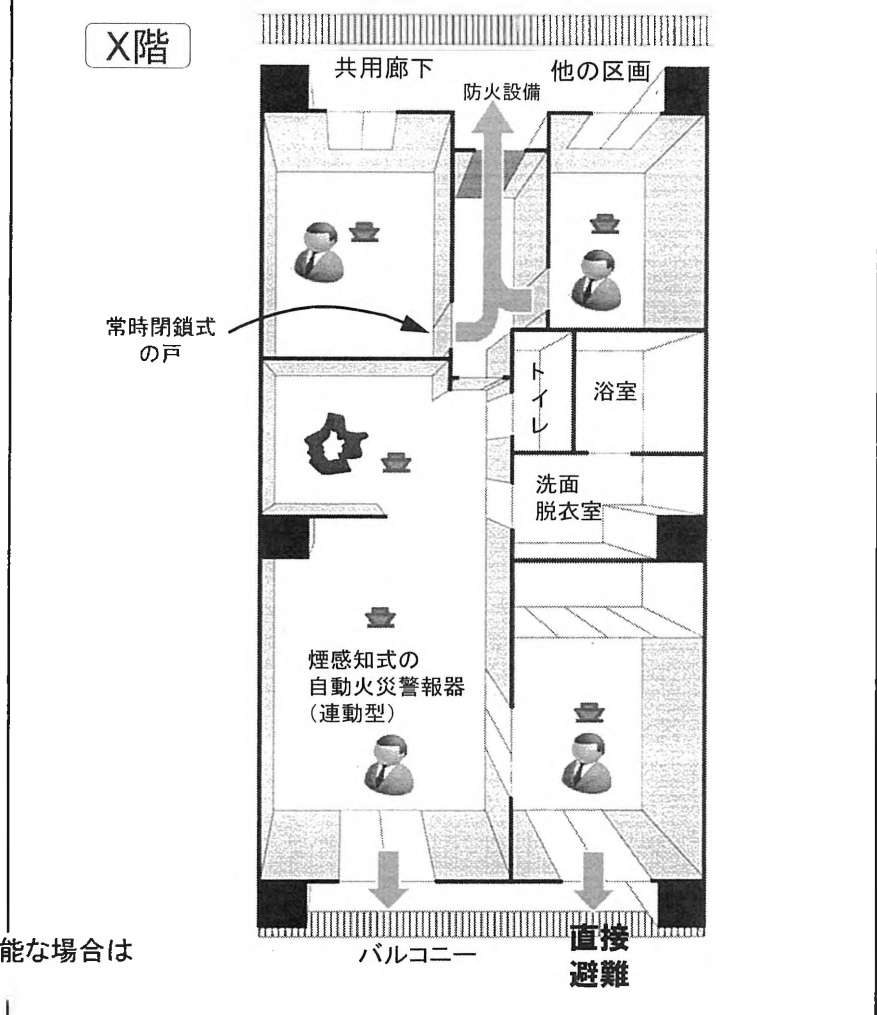 X階
共用廊下
他の区画
防火設備
常時閉鎖式
の戸
トイレ
浴室
洗面
脱衣室
煙感知式の
自動火災警報器
（連動型）
能な場合は
バルコニー
直接
避難